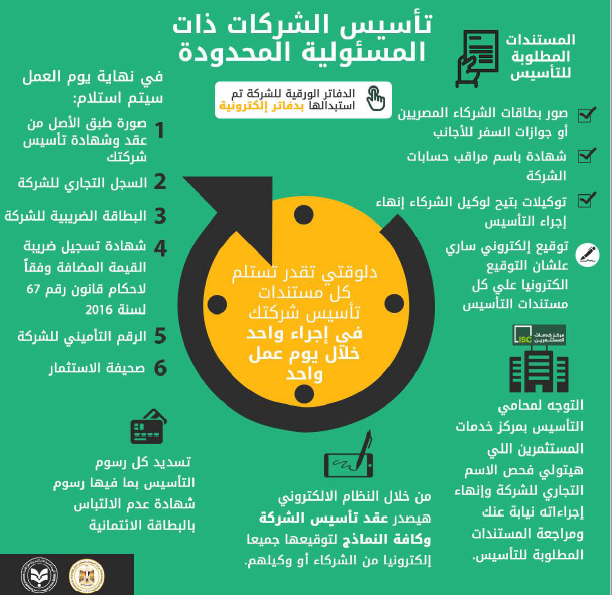 تأسيس الشركات ذات
المسئولية المحدودة
المستندات
المطلوبة
للتأسيس
صور بطاقات الشركاء المصريين
أو جوازات السفر للأجانب
شهادة باسم مراقب حسابات
الشركة
توكيلات بتيح لوكيل الشركاء إنهاء
إجراء التأسيس
توقيع إلكتروني ساري
علشان التوقيع
الكترونيا علي كل
مستندات التأسيس
مركز خدمات
المستثمرين
ISC
التوجه لمحامي
التأسيس بمركز خدمات
المستثمرين اللي
هيتولي فحص الاسم
التجاري للشركة وإنهاء
إجراءاته نيابة عنك
ومراجعة المستندات
المطلوبة للتأسيس.
الدفاتر الورقية للشركة تم
استبدالها بدفاتر إلكترونية
دلوقتي تقدر تستلم
كل مستندات
تأسيس شركتك
في إجراء واحد
خلال يوم عمل
واحد
من خلال النظام الالكتروني
هيصدر عقد تأسيس الشركة
وكافة النماذج لتوقيعها جميعا
إلكترونيا من الشركاء أو وكيلهم.
تسديد كل رسوم
التأسيس بما فيها رسوم
شهادة عدم الالتباس
بالبطاقة الائتمانية
في نهاية يوم العمل
سيتم استلام:
1 صورة طبق الأصل من
عقد وشهادة تأسيس
شركتك
2 السجل التجاري للشركة
3 البطاقة الضريبية للشركة
4 شهادة تسجيل ضريبة
القيمة المضافة وفقاً
لاحكام قانون رقم 67
لسنة 2016
5 الرقم التأميني للشركة
6 صحيفة الاستثمار